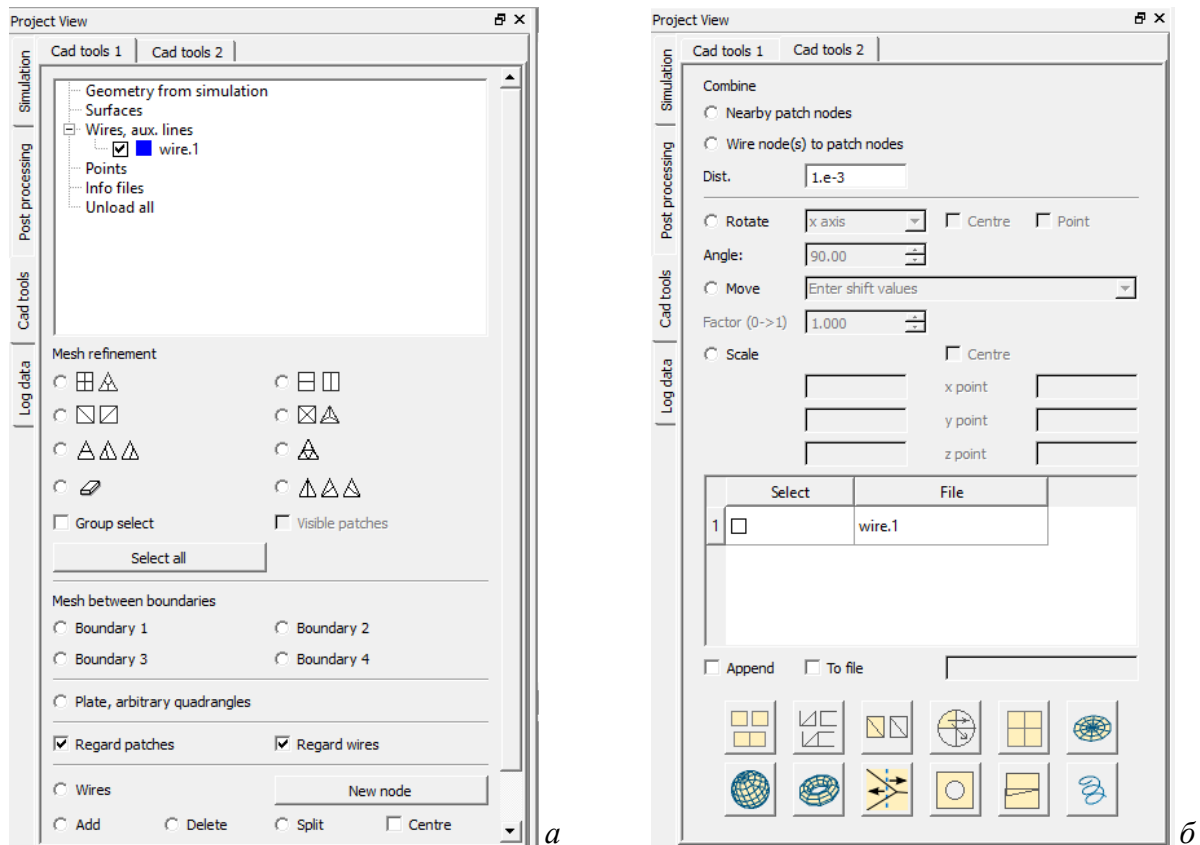 Project View
Simulation
Post processing
Cad tools
Log data
Cad tools 1 Cad tools 2
Geometry from simulation
Surfaces
Wires, aux. lines
wire.1
Points
Info files
Unload all
Mesh refinement
Group select Visible patches
Select all
Mesh between boundaries
Boundary 1 Boundary 2
Boundary 3 Boundary 4
Plate, arbitrary quadrangles
Regard patches Regard wires
Wires New node
Add Delete Split Centre
а
Project View
Simulation
Post processing
Cad tools
Log data
Cad tools 1 Cad tools 2
Combine
Nearby patch nodes
Wire node(s) to patch nodes
Dist. 1.e-3
Rotate x axis Centre Point
Angle: 90.00
Move Enter shift values
Factor (0->1) 1.000
Scale Centre
x point
y point
z point
Select File
1 wire.1
Append To file
б